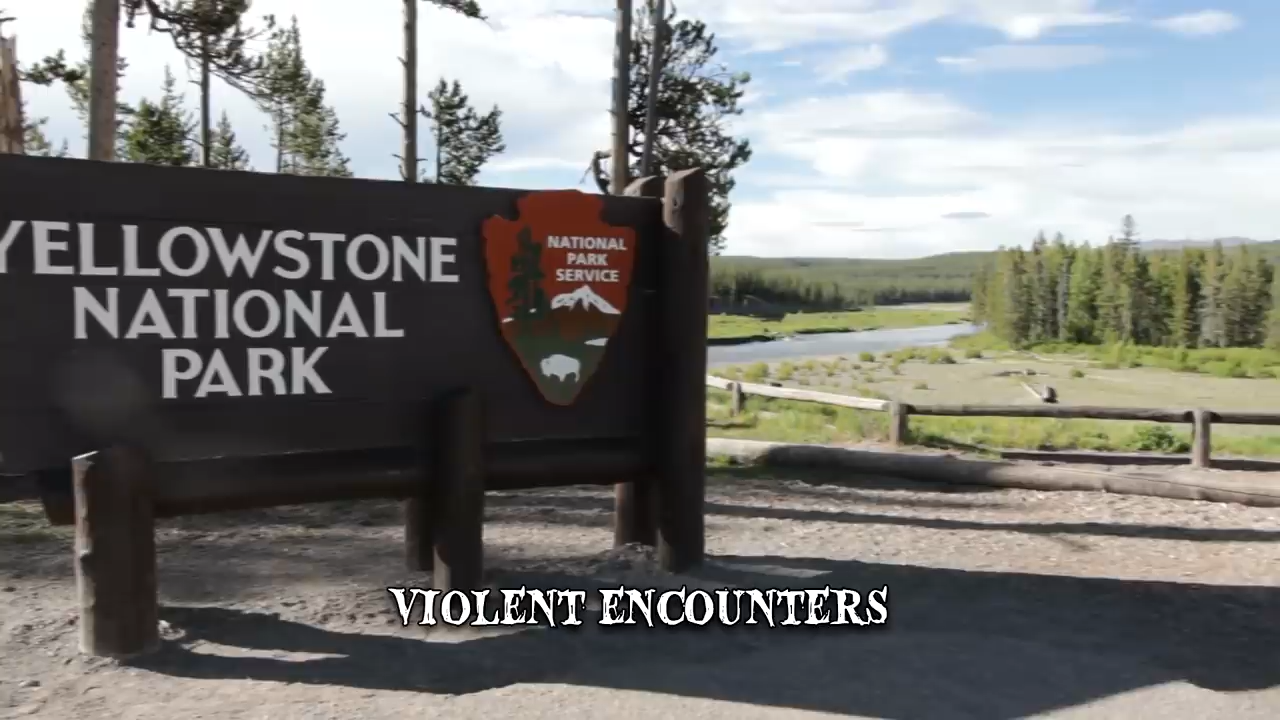 YELLOWSTONE
NATIONAL
PARK
NATIONAL
PARK
SERVICE
VIOLENT ENCOUNTERS